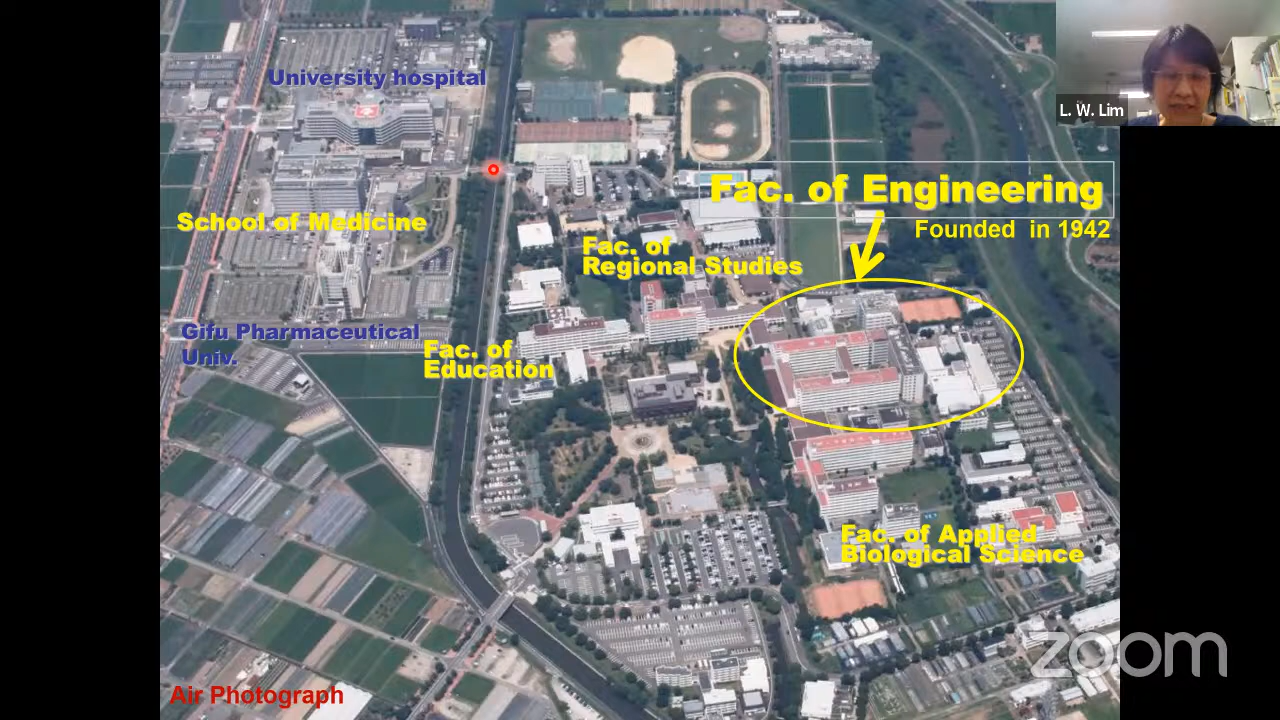 L. W. Lim
University hospital
Fac. of Engineering
School of Medicine
Founded in 1942
Fac. of
Regional Studies
Gifu Pharmaceutical
Univ.
Fac. of
Education
Fac. of Applied
Biological Science
zoom
Air Photograph